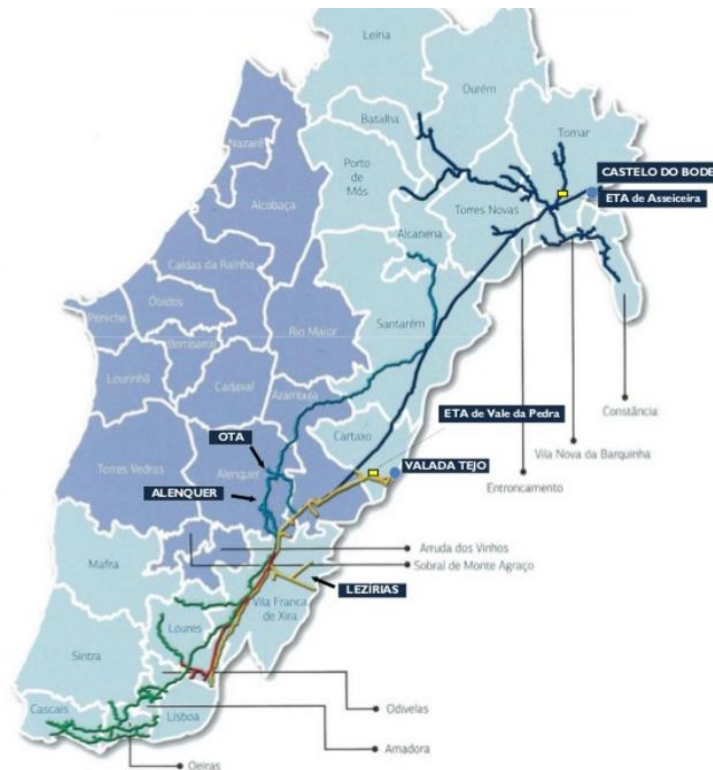 Leiria
Ourém
Batalha
Tomar
Nazaré
Porto
de
Mós
CASTELO DO BODE
ETA de Asseiceira
Alcobaça
Torres Novas
Alcanena
Caldas da Rainha
Óbidos
Peniche
Santarém
Rio Maior
Bombarral
Lourinhã
Cadaval
Constância
Azambuja
ETA de Vale da Pedra
Cartaxo
OTA
Vila Nova da Barquinha
Torres Vedras
Alenquer
VALADA TEJO
Entroncamento
ALENQUER
Arruda dos Vinhos
Mafra
Sobral de Monte Agraço
LEZÍRIAS
Vila Franca
de Xira
Loures
Sintra
Odivelas
Cascais
Lisboa
Amadora
Oeiras